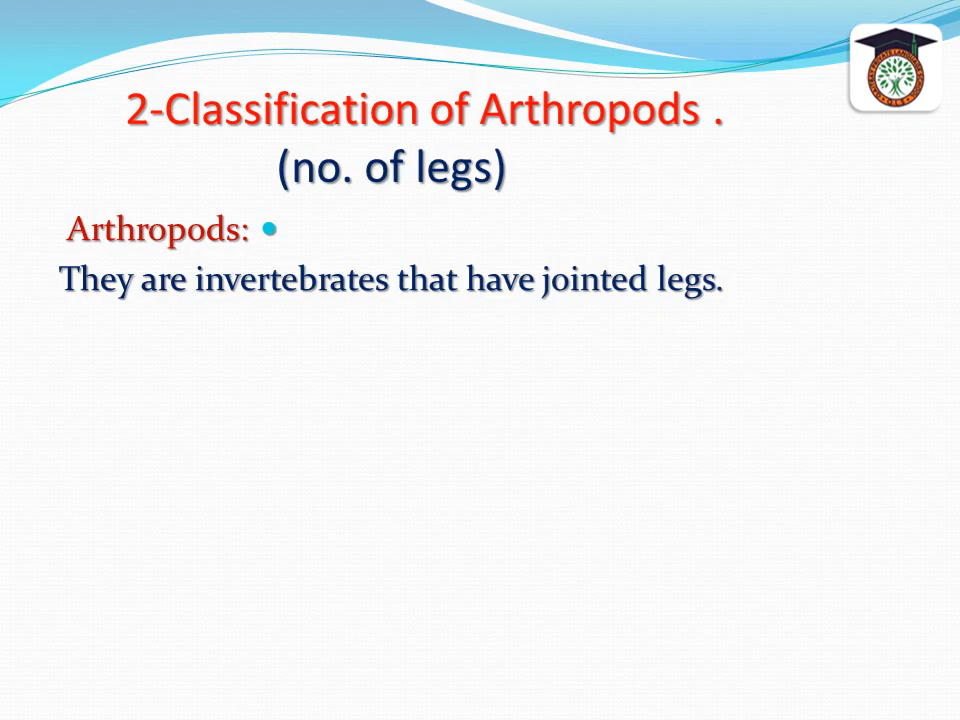 2-Classification of Arthropods .
(no. of legs)
Arthropods: •
They are invertebrates that have jointed legs.